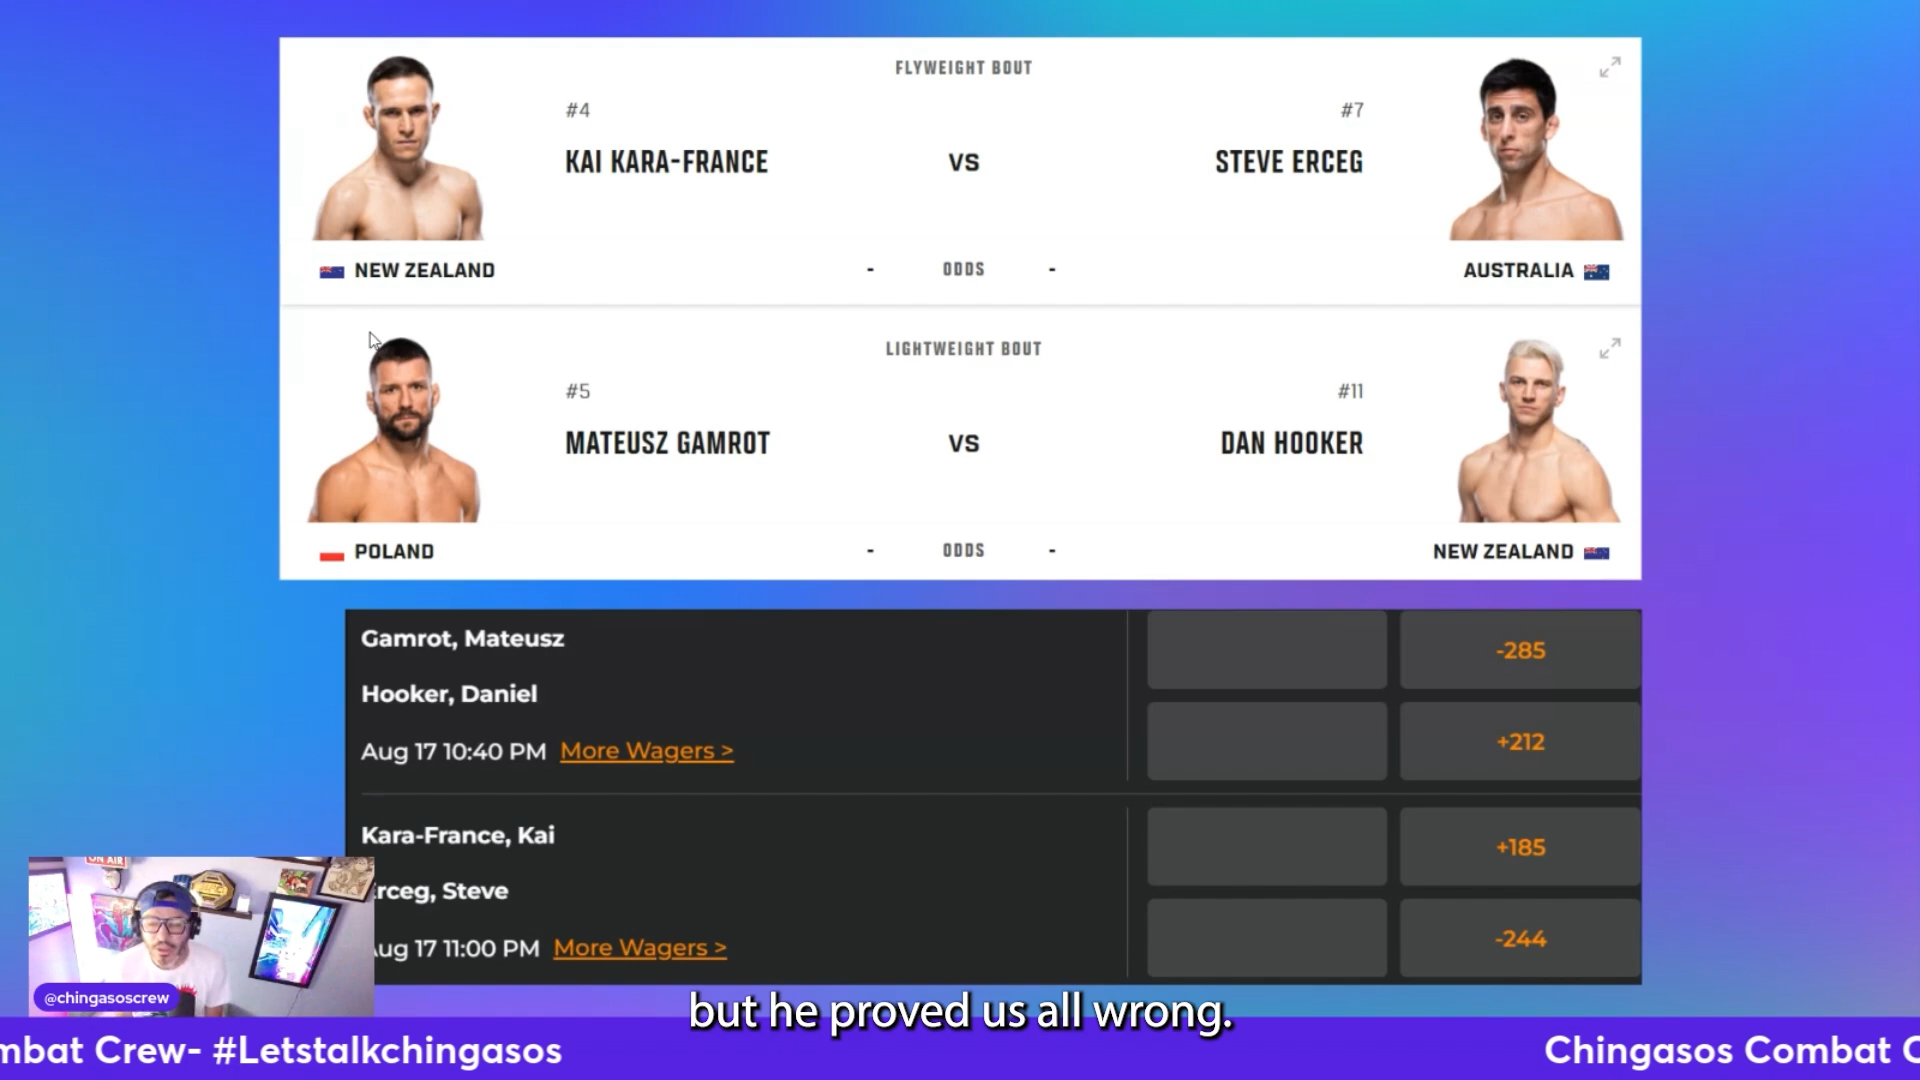 FLYWEIGHT BOUT
#4
#7
KAI KARA-FRANCE
VS
STEVE ERCEG
NEW ZEALAND
- ODDS -
AUSTRALIA
LIGHTWEIGHT BOUT
#5
#11
MATEUSZ GAMROT
VS
DAN HOOKER
POLAND
- ODDS -
NEW ZEALAND
Gamrot, Mateusz
-285
Hooker, Daniel
+212
Aug 17 10:40 PM More Wagers >
Kara-France, Kai
+185
rceg, Steve
-244
ug 17 11:00 PM More Wagers >
ON AIR
@chingasoscrew
but he proved us all wrong.
mbat Crew- #Letstalkchingasos
Chingasos Combat C